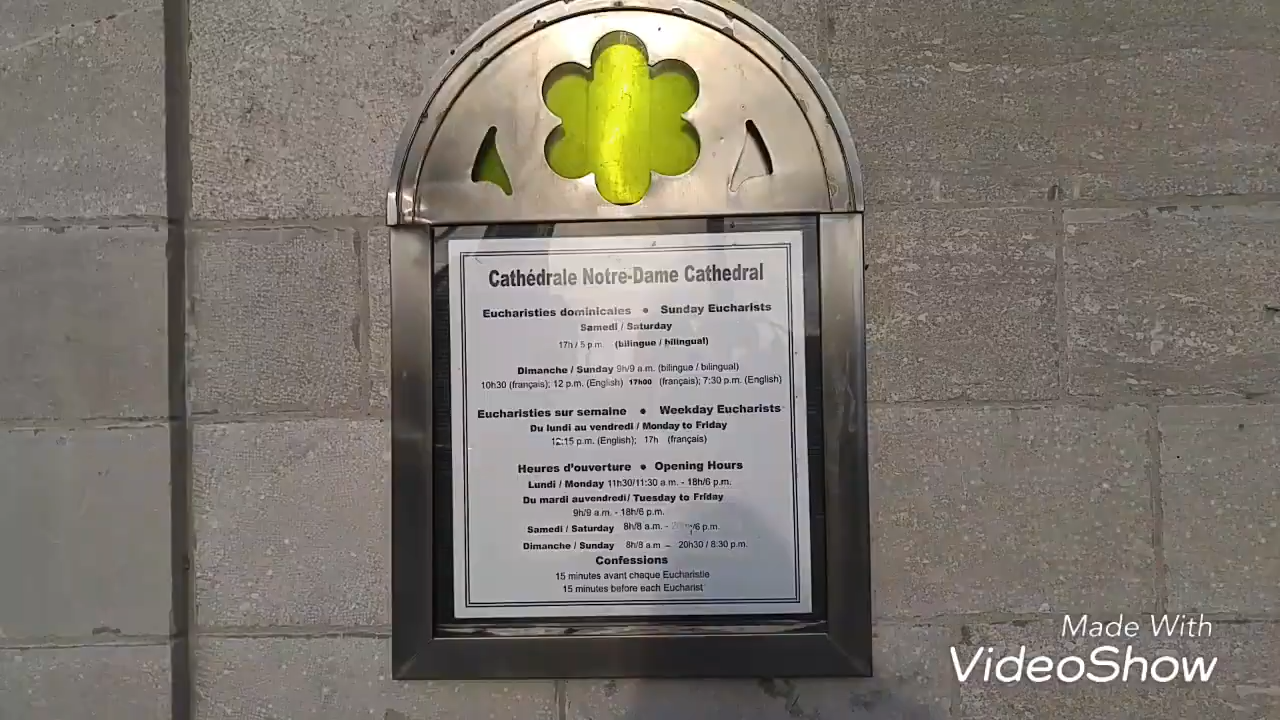 Cathédrale Notre-Dame Cathedral
Eucharisties dominicales • Sunday Eucharists
Samedi / Saturday
17h / 5 p.m. (bilingue / bilingual)
Dimanche / Sunday 9h/9 a.m. (bilingue / bilingual)
10h30 (français); 12 p.m. (English) 17h00 (français); 7:30 p.m. (English)
Eucharisties sur semaine • Weekday Eucharists
Du lundi au vendredi / Monday to Friday
12:15 p.m. (English); 17h (français)
Heures d'ouverture • Opening Hours
Lundi / Monday 11h30/11:30 a.m. - 18h/6 p.m.
Du mardi auvendredi/ Tuesday to Friday
9h/9 a.m. - 18h/6 p.m.
Samedi / Saturday 8h/8 a.m. - /6 p.m.
Dimanche / Sunday 8h/8 a.m – 20h30 / 8:30 p.m.
Confessions
15 minutes avant chaque Eucharistie
15 minutes before each Eucharist
Made With
VideoShow